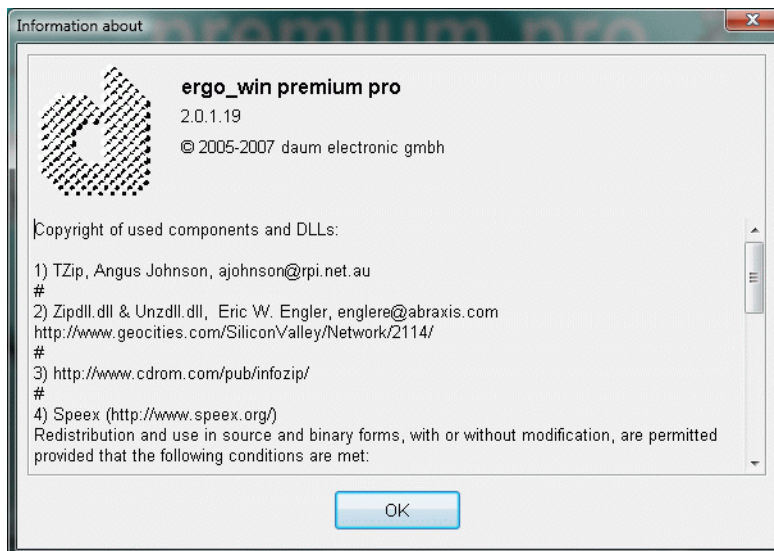 Information about
premium pro
ergo_win premium pro
2.0.1.19
© 2005-2007 daum electronic gmbh
Copyright of used components and DLLs:
1) TZip, Angus Johnson, ajohnson@rpi.net.au
#
2) Zipdll.dll & Unzdll.dll,  Eric W. Engler, englere@abraxis.com
http://www.geocities.com/SiliconValley/Network/2114/
#
3) http://www.cdrom.com/pub/infozip/
#
4) Speex (http://www.speex.org/)
Redistribution and use in source and binary forms, with or without modification, are permitted
provided that the following conditions are met:
OK